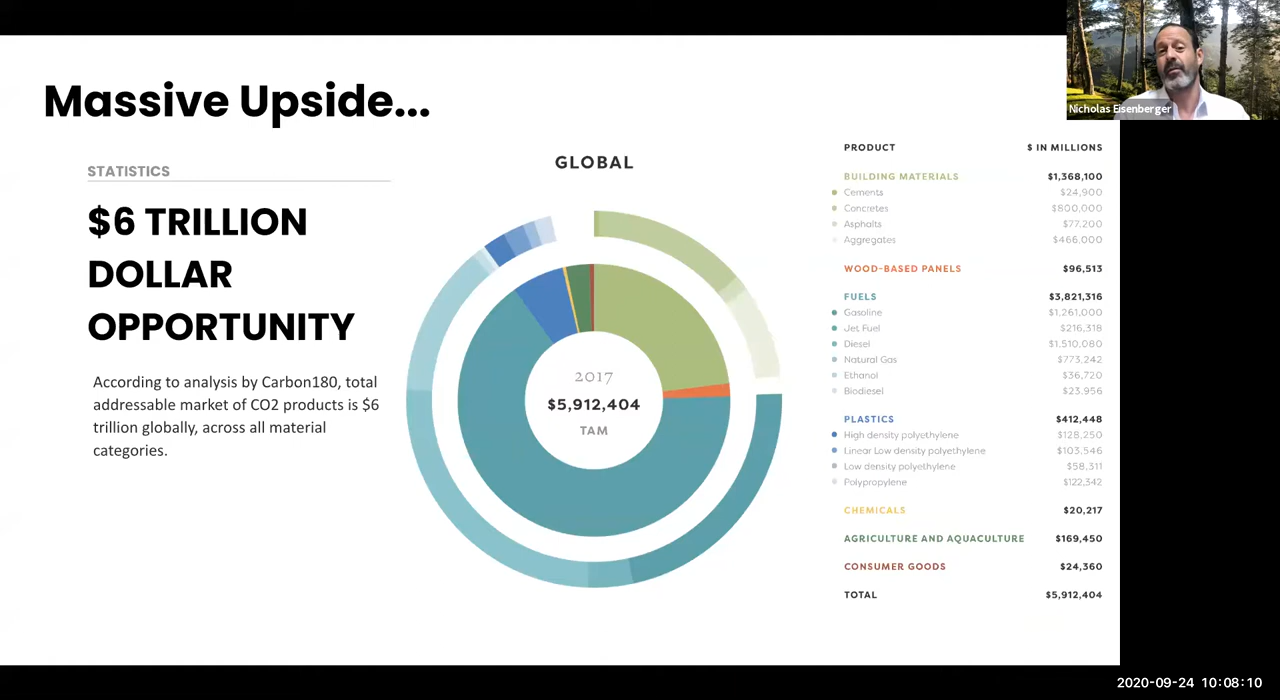 Massive Upside...
STATISTICS
$6 TRILLION
DOLLAR
OPPORTUNITY
According to analysis by Carbon180, total
addressable market of CO2 products is $6
trillion globally, across all material
categories.
GLOBAL
2017
$5,912,404
TAM
PRODUCT $ IN MILLIONS
BUILDING MATERIALS $1,368,100
Cements $24,900
Concretes $800,000
Asphalts $77,200
Aggregates $466,000
WOOD-BASED PANELS $96,513
FUELS $3,821,316
Gasoline $1,261,000
Jet Fuel $216,318
Diesel $1,510,080
Natural Gas $773,242
Ethanol $36,720
Biodiesel $23,956
PLASTICS $412,448
High density polyethylene $128,250
Linear Low density polyethylene $103,546
Low density polyethylene $58,311
Polypropylene $122,342
CHEMICALS $20,217
AGRICULTURE AND AQUACULTURE $169,450
CONSUMER GOODS $24,360
TOTAL $5,912,404
Nicholas Eisenberger
2020-09-24 10:08:10